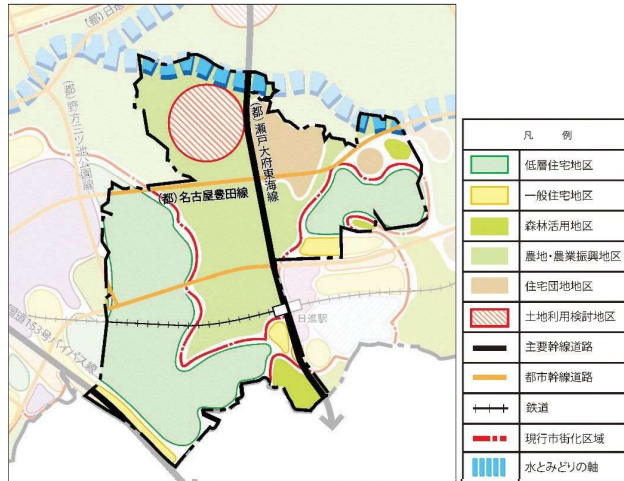 (都)日進
(都)野方三ツ池公園線
(都)瀬戸大府東海線
(都)名古屋豊田線
日進駅
国道153号バイパス線
凡 例
低層住宅地区
一般住宅地区
森林活用地区
農地・農業振興地区
住宅団地地区
土地利用検討地区
主要幹線道路
都市幹線道路
鉄道
現行市街化区域
水とみどりの軸